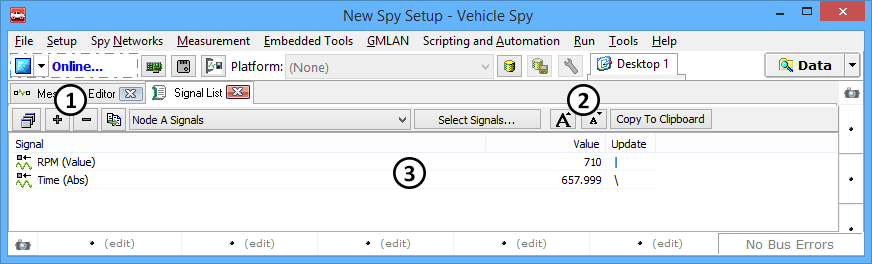 New Spy Setup - Vehicle Spy
File Setup Spy Networks Measurement Embedded Tools GMLAN Scripting and Automation Run Tools Help
Online... Platform: (None) Desktop 1 Data
Editor Signal List
1 2
Node A Signals Select Signals... A A Copy To Clipboard
Signal Value Update
RPM (Value) 710 |
3
Time (Abs) 657.999 \
(edit) (edit) (edit) (edit) (edit) No Bus Errors